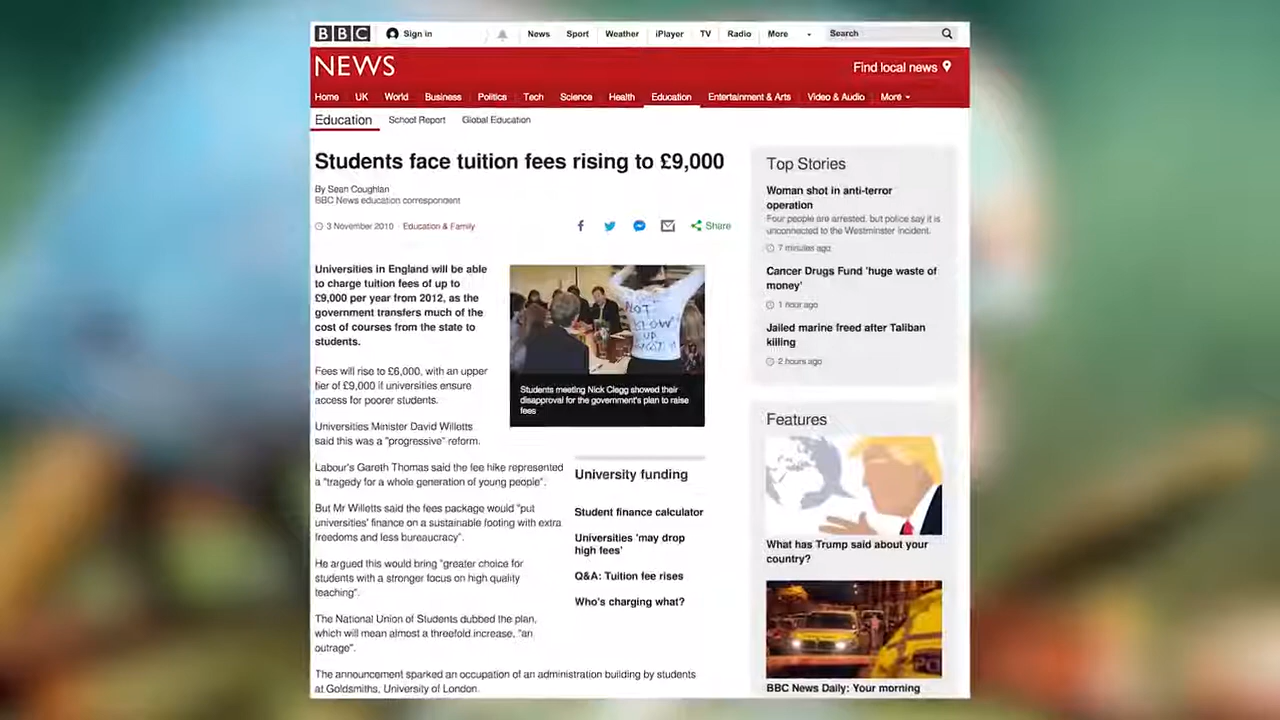 BBC Sign in News Sport Weather iPlayer TV Radio More Search
NEWS
Find local news
Home UK World Business Politics Tech Science Health Education Entertainment & Arts Video & Audio More
Education School Report Global Education
Students face tuition fees rising to £9,000
By Sean Coughlan
BBC News education correspondent
3 November 2010 Education & Family
Share
Universities in England will be able
to charge tuition fees of up to
£9,000 per year from 2012, as the
government transfers much of the
cost of courses from the state to
students.
Fees will rise to £6,000, with an upper
tier of £9,000 if universities ensure
access for poorer students.
Universities Minister David Willetts
said this was a "progressive" reform.
Labour's Gareth Thomas said the fee hike represented
a "tragedy for a whole generation of young people".
But Mr Willetts said the fees package would "put
universities' finance on a sustainable footing with extra
freedoms and less bureaucracy".
He argued this would bring "greater choice for
students with a stronger focus on high quality
teaching".
The National Union of Students dubbed the plan,
which will mean almost a threefold increase, "an
outrage".
The announcement sparked an occupation of an administration building by students
at Goldsmiths, University of London.
NOT
UP
Students meeting Nick Clegg showed their
disapproval for the government's plan to raise
fees
University funding
Student finance calculator
Universities 'may drop
high fees'
Q&A: Tuition fee rises
Who's charging what?
Top Stories
Woman shot in anti-terror
operation
Four people are arrested, but police say it is
unconnected to the Westminster incident.
7 minutes ago
Cancer Drugs Fund 'huge waste of
money'
1 hour ago
Jailed marine freed after Taliban
killing
2 hours ago
Features
What has Trump said about your
country?
BBC News Daily: Your morning